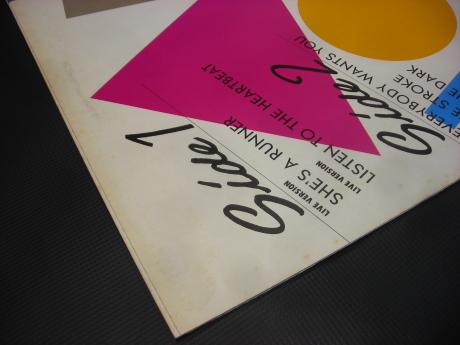 Side 1
LIVE VERSION
SHE'S A RUNNER
LIVE VERSION
LISTEN TO THE HEARTBEAT
Side 2
EVERYBODY WANTS YOU
STROKE
DARK